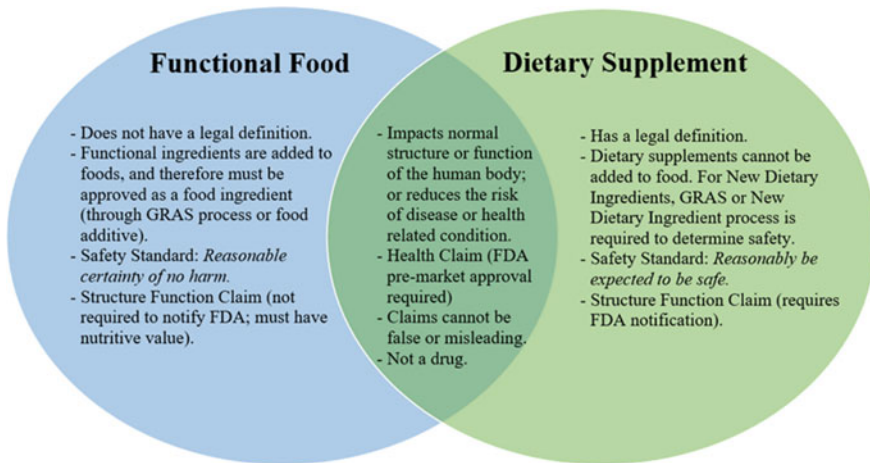 Functional Food
- Does not have a legal definition.
- Functional ingredients are added to
foods, and therefore must be
approved as a food ingredient
(through GRAS process or food
additive).
- Safety Standard: Reasonable
certainty of no harm.
- Structure Function Claim (not
required to notify FDA; must have
nutritive value).
- Impacts normal
structure or function
of the human body;
or reduces the risk
of disease or health
related condition.
- Health Claim (FDA
pre-market approval
required)
- Claims cannot be
false or misleading.
- Not a drug.
Dietary Supplement
- Has a legal definition.
- Dietary supplements cannot be
added to food. For New Dietary
Ingredients, GRAS or New
Dietary Ingredient process is
required to determine safety.
- Safety Standard: Reasonably be
expected to be safe.
- Structure Function Claim (requires
FDA notification).